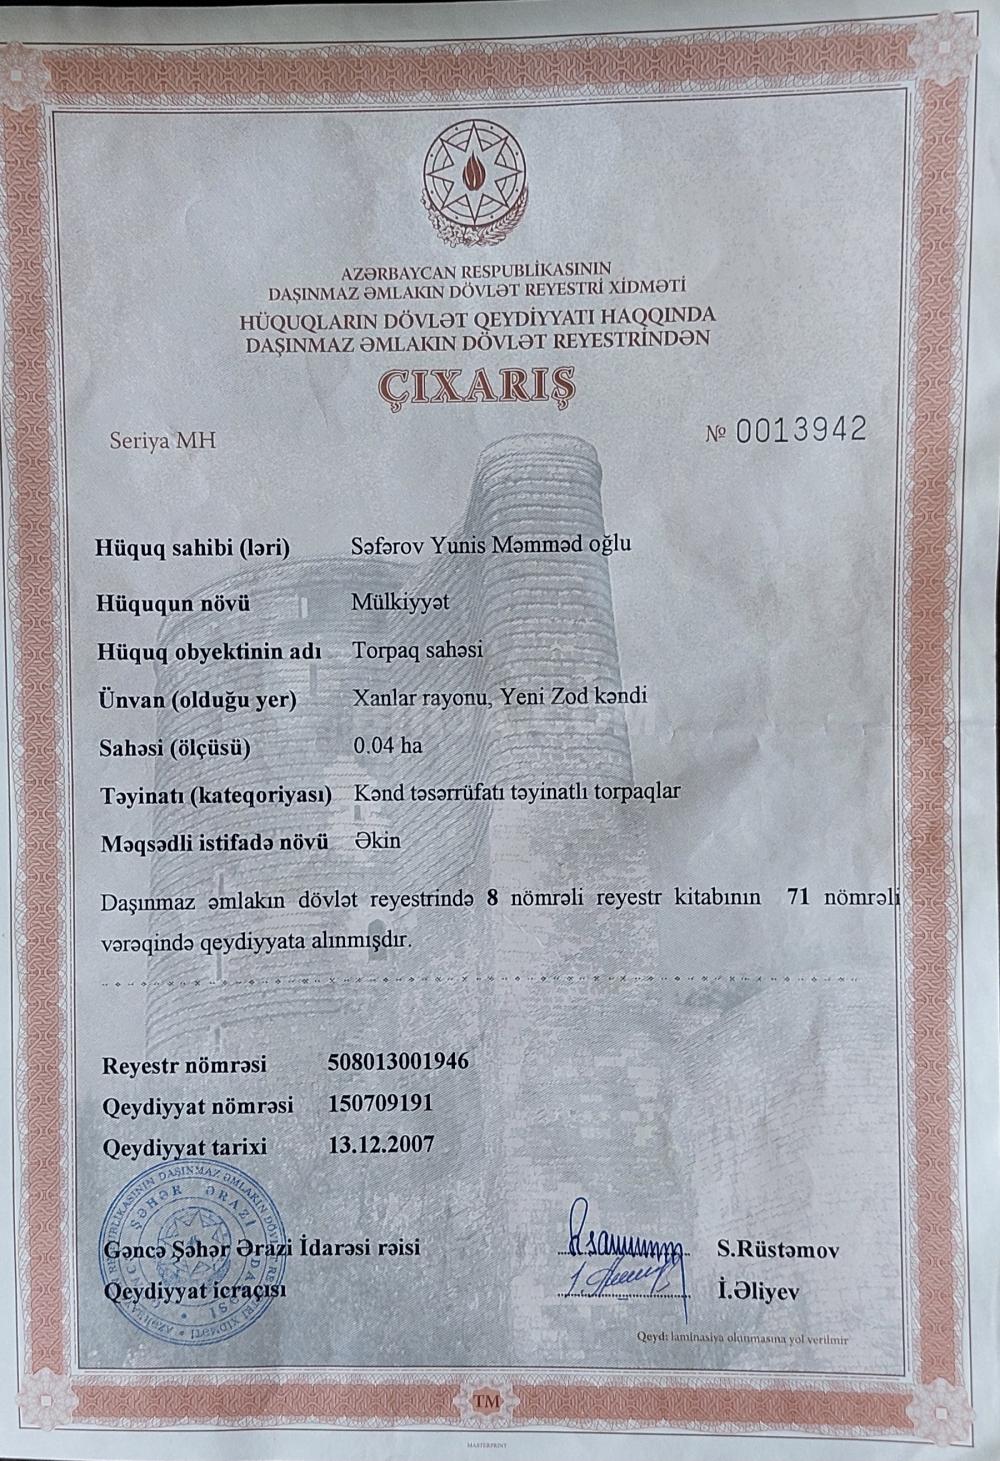 AZƏRBAYCAN RESPUBLİKASININ
DAŞINMAZ ƏMLAKIN DÖVLƏT REYESTRİ XİDMƏTİ
HÜQUQLARIN DÖVLƏT QEYDİYYATI HAQQINDA
DAŞINMAZ ƏMLAKIN DÖVLƏT REYESTRİNDƏN
ÇIXARIŞ
Seriya MH № 0013942
Hüquq sahibi (ləri) Səfərov Yunis Məmməd oğlu
Hüququn növü Mülkiyyət
Hüquq obyektinin adı Torpaq sahəsi
Ünvan (olduğu yer) Xanlar rayonu, Yeni Zod kəndi
Sahəsi (ölçüsü) 0.04 ha
Təyinatı (kateqoriyası) Kənd təsərrüfatı təyinatlı torpaqlar
Məqsədli istifadə növü Əkin
Daşınmaz əmlakın dövlət reyestrində 8 nömrəli reyestr kitabının 71 nömrəli
vərəqində qeydiyyata alınmışdır.
Reyestr nömrəsi 508013001946
Qeydiyyat nömrəsi 150709191
Qeydiyyat tarixi 13.12.2007
Gəncə Şəhər Ərazi İdarəsi rəisi S.Rüstəmov
Qeydiyyat icraçısı İ.Əliyev
Qeyd: laminasiya olunmasına yol verilmir
TM
MASTERPRINT